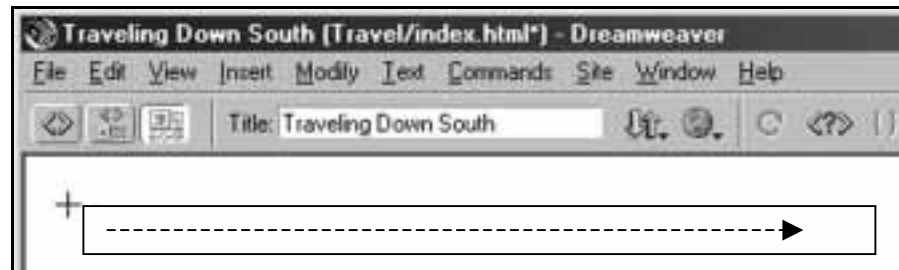 Traveling Down South (Travel/index.html*) - Dreamweaver
File Edit View Insert Modify Text Commands Site Window Help
Title: Traveling Down South <?> { }